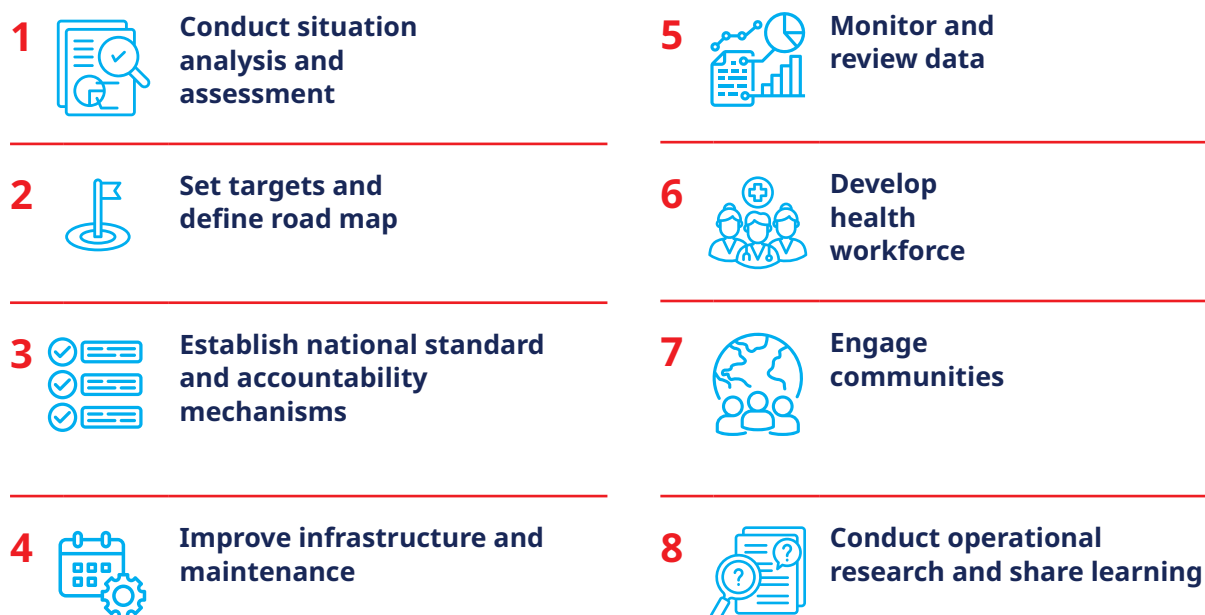 1
Conduct situation
analysis and
assessment
2
Set targets and
define road map
3
Establish national standard
and accountability
mechanisms
4
Improve infrastructure and
maintenance
5
Monitor and
review data
6
Develop
health
workforce
7
Engage
communities
8
? ?
Conduct operational
research and share learning